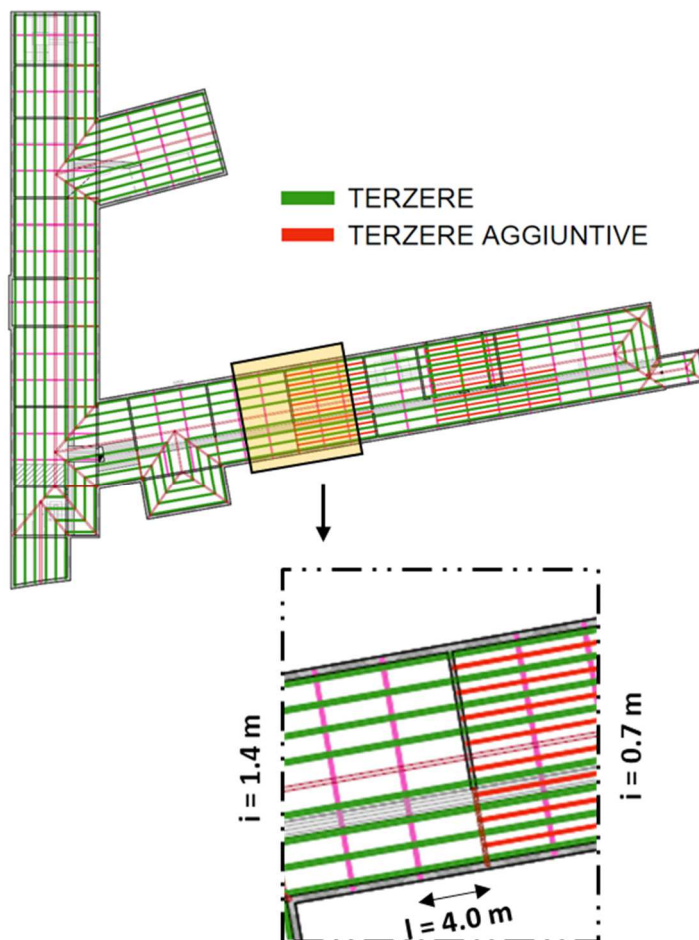 TERZERE
TERZERE AGGIUNTIVE
i = 1.4 m
i = 0.7 m
l = 4.0 m